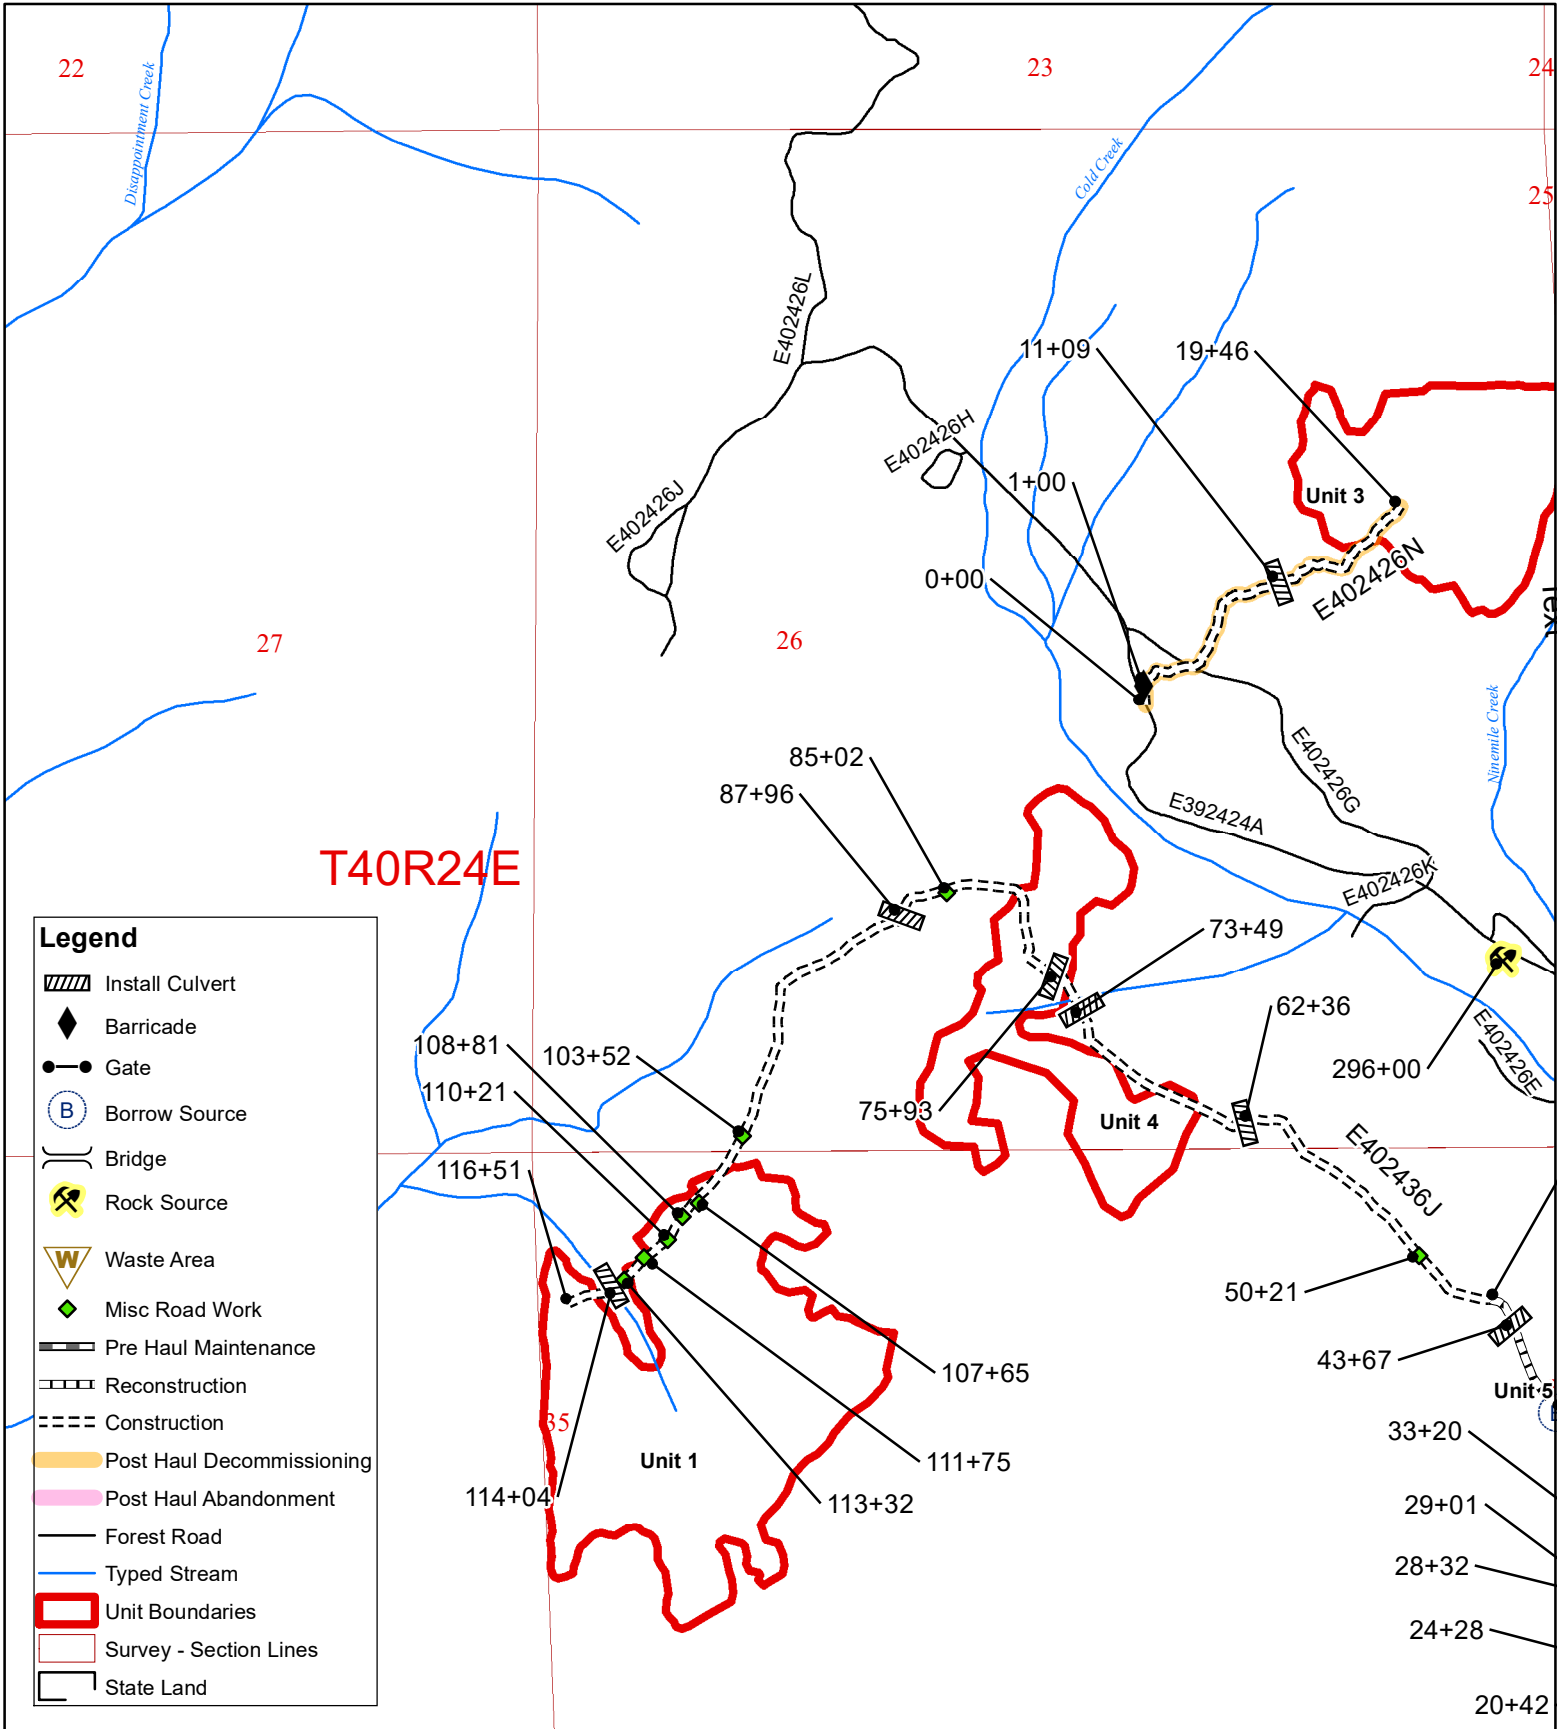 22
23
24
Disappointment Creek
Cold Creek
25
E402426L
11+09
19+46
E402426H
1+00
Unit 3
E402426J
0+00
E402426N
Text
27
26
Ninemile Creek
E402426G
85+02
87+96
E392424A
T40R24E
E402426K
73+49
62+36
296+00
E402426E
108+81
103+52
110+21
75+93
Unit 4
116+51
E402436J
50+21
107+65
43+67
Unit 5
35
33+20
Unit 1
111+75
114+04
113+32
29+01
28+32
24+28
20+42
Legend
Install Culvert
Barricade
Gate
B
Borrow Source
Bridge
Rock Source
W
Waste Area
Misc Road Work
Pre Haul Maintenance
Reconstruction
Construction
Post Haul Decommissioning
Post Haul Abandonment
Forest Road
Typed Stream
Unit Boundaries
Survey - Section Lines
State Land